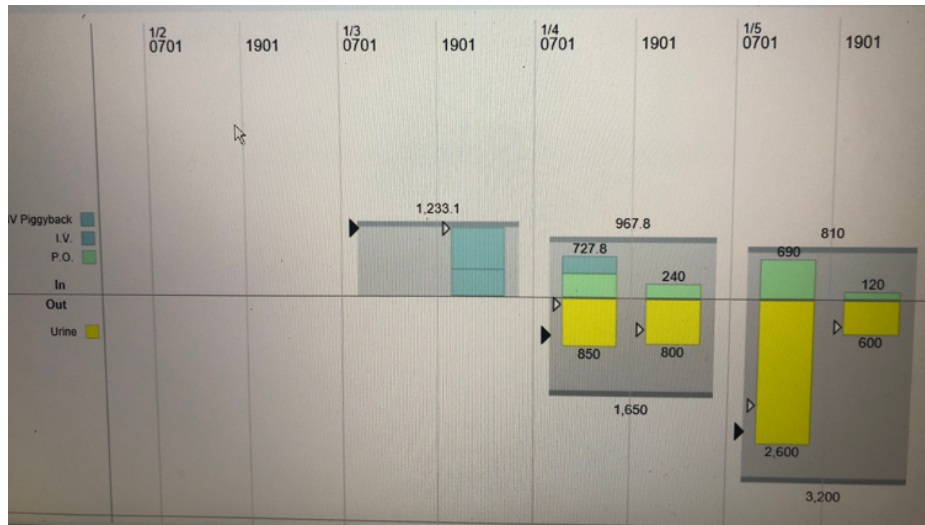 1/2 1/3 1/4 1/5
0701 1901 0701 1901 0701 1901 0701 1901
1,233.1
V Piggyback
I.V.
P.O.
In
Out
Urine
967.8
727.8
240
850
800
1,650
810
690
120
600
2,600
3,200